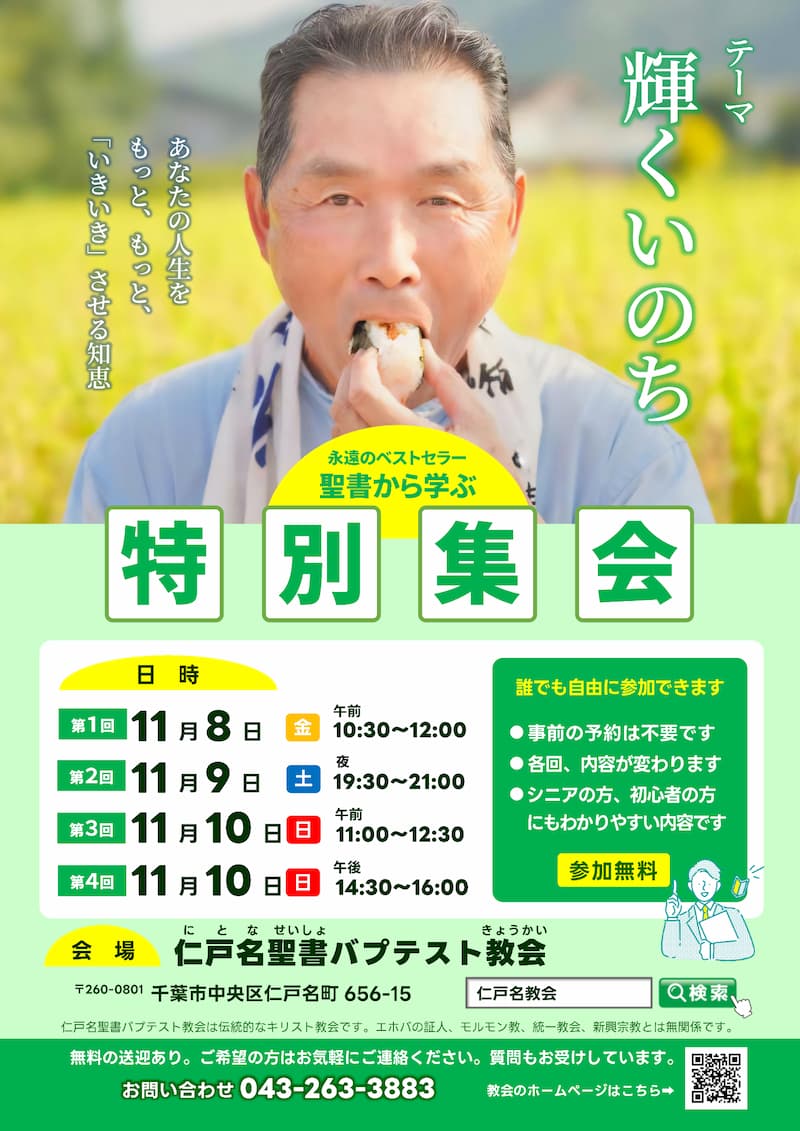 テーマ
輝くいのち
あなたの人生を
もっと、もっと、
「いきいき」させる知恵
永遠のベストセラー
聖書から学ぶ
特別集会
日時
第1回 11月8日 金 午前 10:30〜12:00
第2回 11月9日 土 夜 19:30〜21:00
第3回 11月10日 日 午前 11:00〜12:30
第4回 11月10日 日 午後 14:30〜16:00
誰でも自由に参加できます
●事前の予約は不要です
●各回、内容が変わります
●シニアの方、初心者の方
にもわかりやすい内容です
参加無料
にとなせいしょ きょうかい
会場 仁戸名聖書バプテスト教会
〒260-0801 千葉市中央区仁戸名町 656-15
仁戸名教会 検索
仁戸名聖書バプテスト教会は伝統的なキリスト教会です。エホバの証人、モルモン教、統一教会、新興宗教とは無関係です。
無料の送迎あり。ご希望の方はお気軽にご連絡ください。質問もお受けしています。
お問い合わせ 043-263-3883
教会のホームページはこちら➡